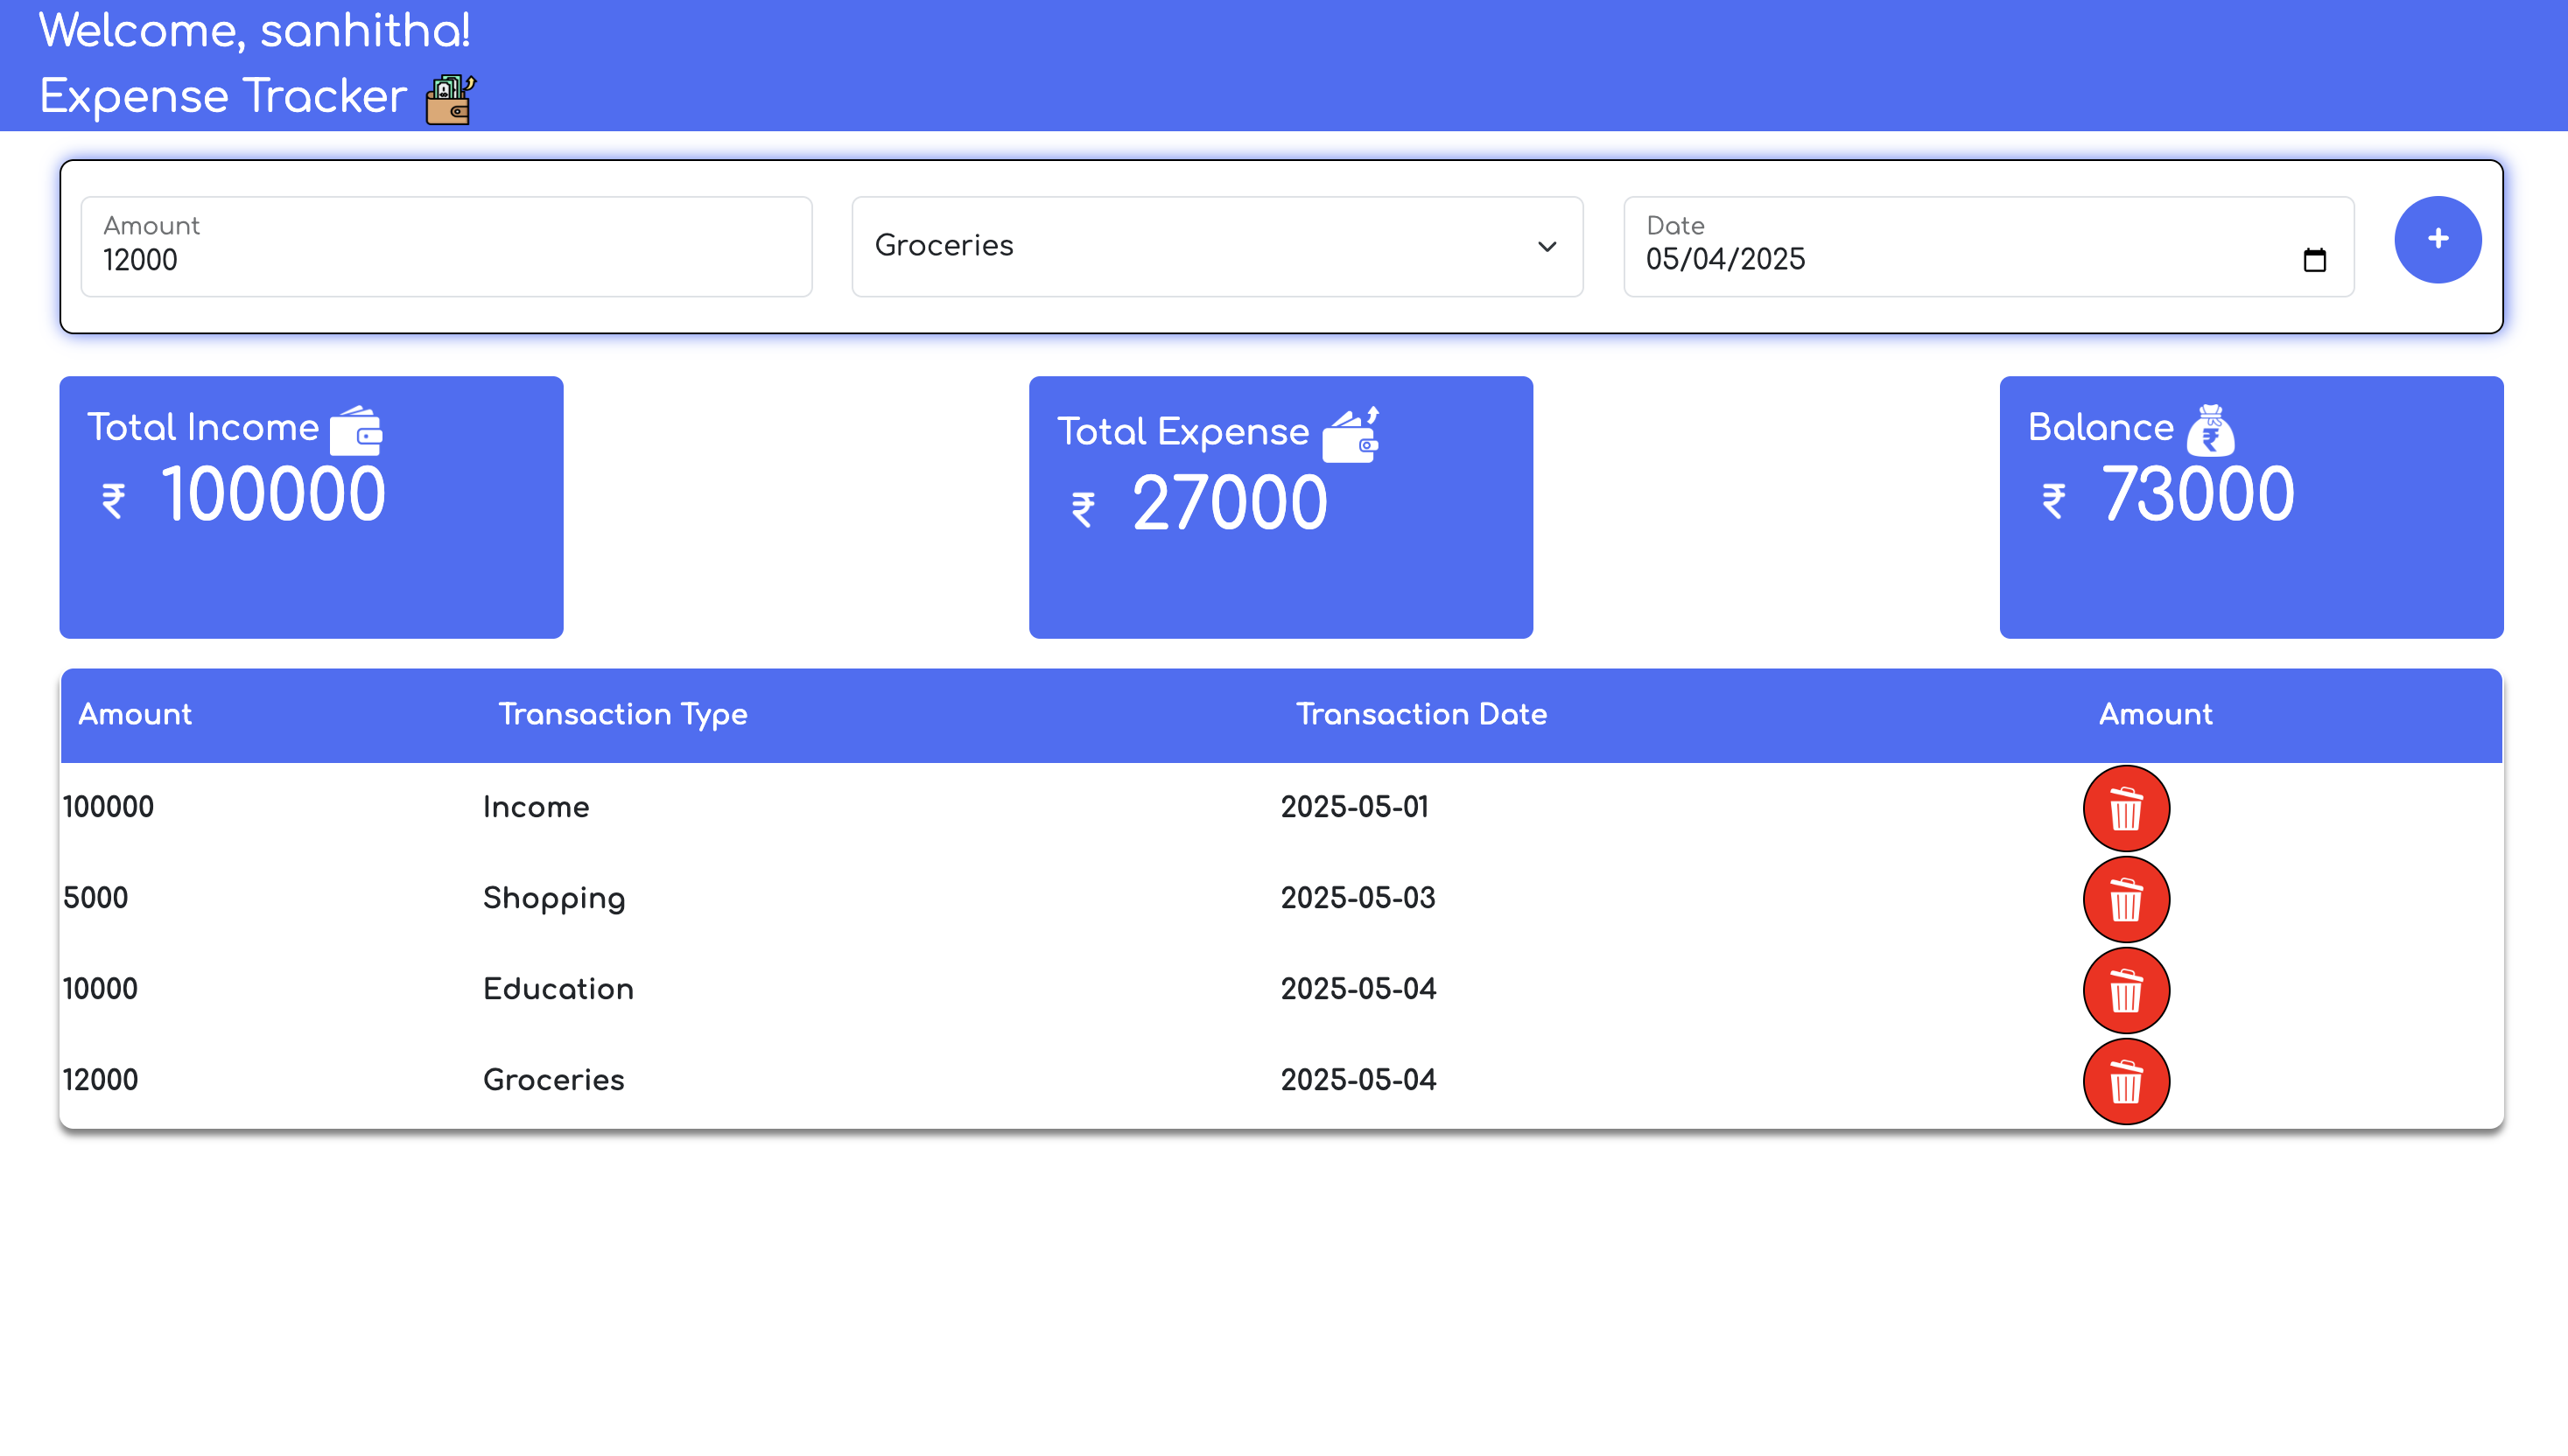 Welcome, sanhitha!
Expense Tracker
Amount
12000
Groceries
Date
05/04/2025
+
Total Income
₹ 100000
Total Expense
₹ 27000
Balance
₹ 73000
Amount Transaction Type Transaction Date Amount
100000 Income 2025-05-01
5000 Shopping 2025-05-03
10000 Education 2025-05-04
12000 Groceries 2025-05-04